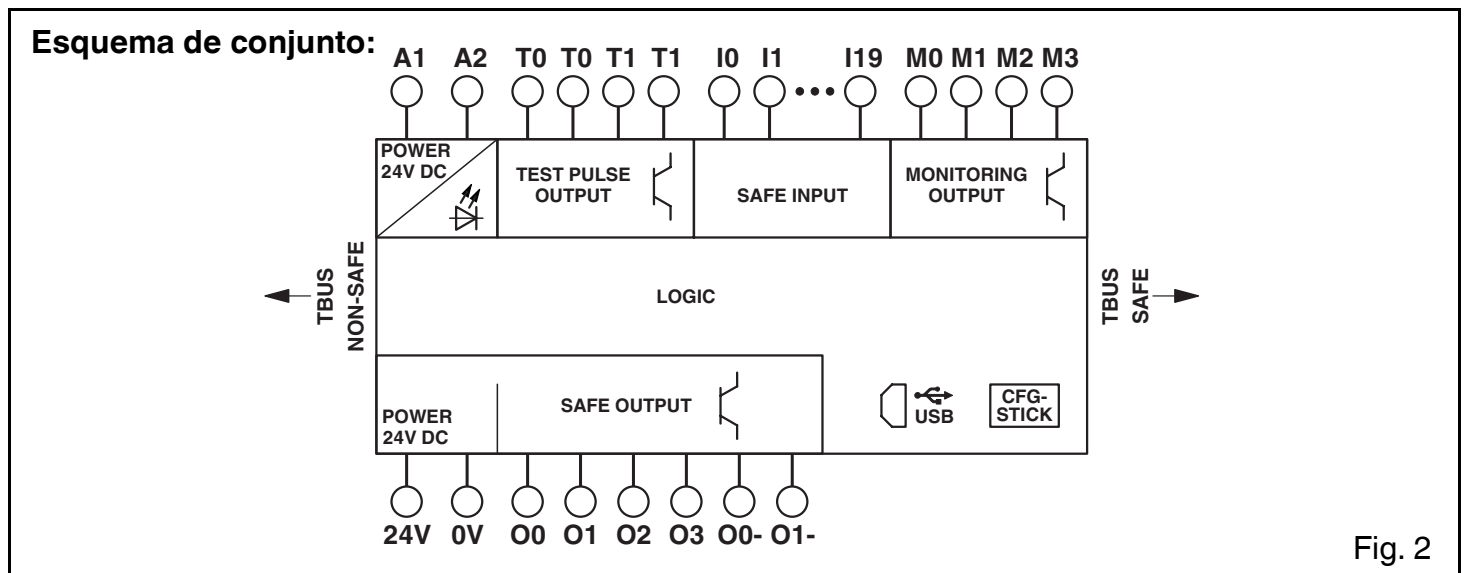 Esquema de conjunto:
A1 A2 T0 T0 T1 T1 I0 I1 ••• I19 M0 M1 M2 M3
POWER
24V DC
TEST PULSE
OUTPUT
SAFE INPUT
MONITORING
OUTPUT
TBUS
NON-SAFE
LOGIC
TBUS
SAFE
POWER
24V DC
SAFE OUTPUT
USB
CFG-
STICK
24V 0V O0 O1 O2 O3 O0- O1-
Fig. 2